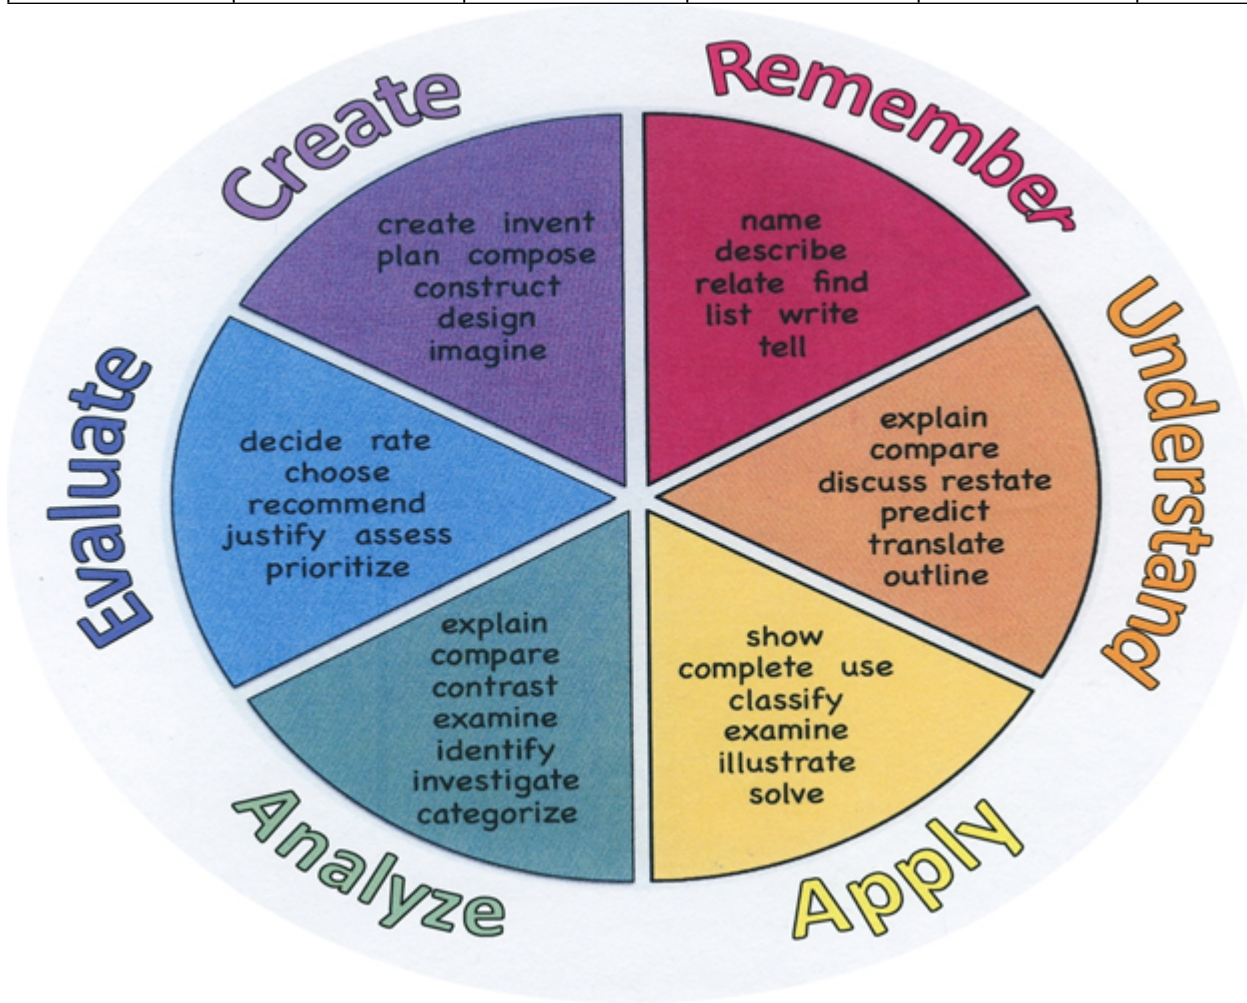 Create
create invent
plan compose
construct
design
imagine
Remember
name
describe
relate find
list write
tell
Understand
explain
compare
discuss restate
predict
translate
outline
Apply
show
complete use
classify
examine
illustrate
solve
Analyze
explain
compare
contrast
examine
identify
investigate
categorize
Evaluate
decide rate
choose
recommend
justify assess
prioritize